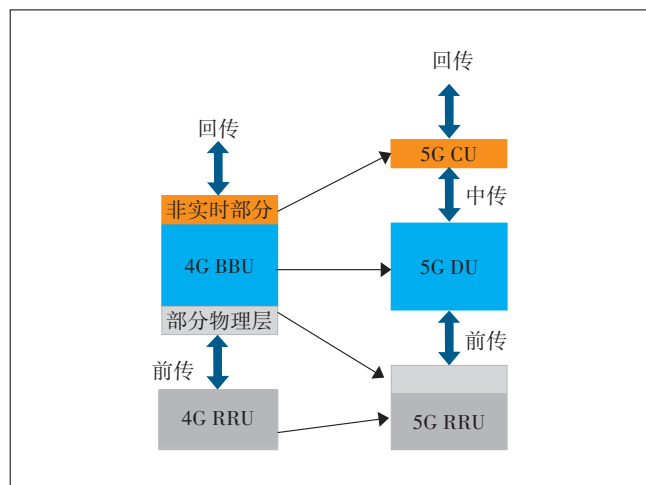 回传
回传
5G CU
非实时部分
中传
4G BBU
5G DU
部分物理层
前传
前传
4G RRU
5G RRU